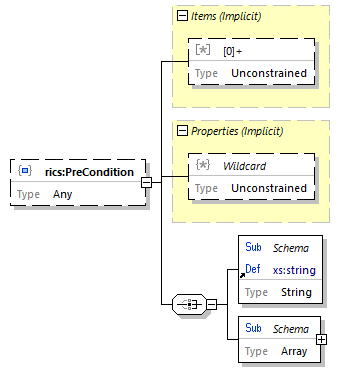 Items (Implicit)
[*] [0]+
Type Unconstrained
Properties (Implicit)
{*} Wildcard
Type Unconstrained
rics:PreCondition
Type Any
Sub Schema
Def xs:string
Type String
Sub Schema
Type Array